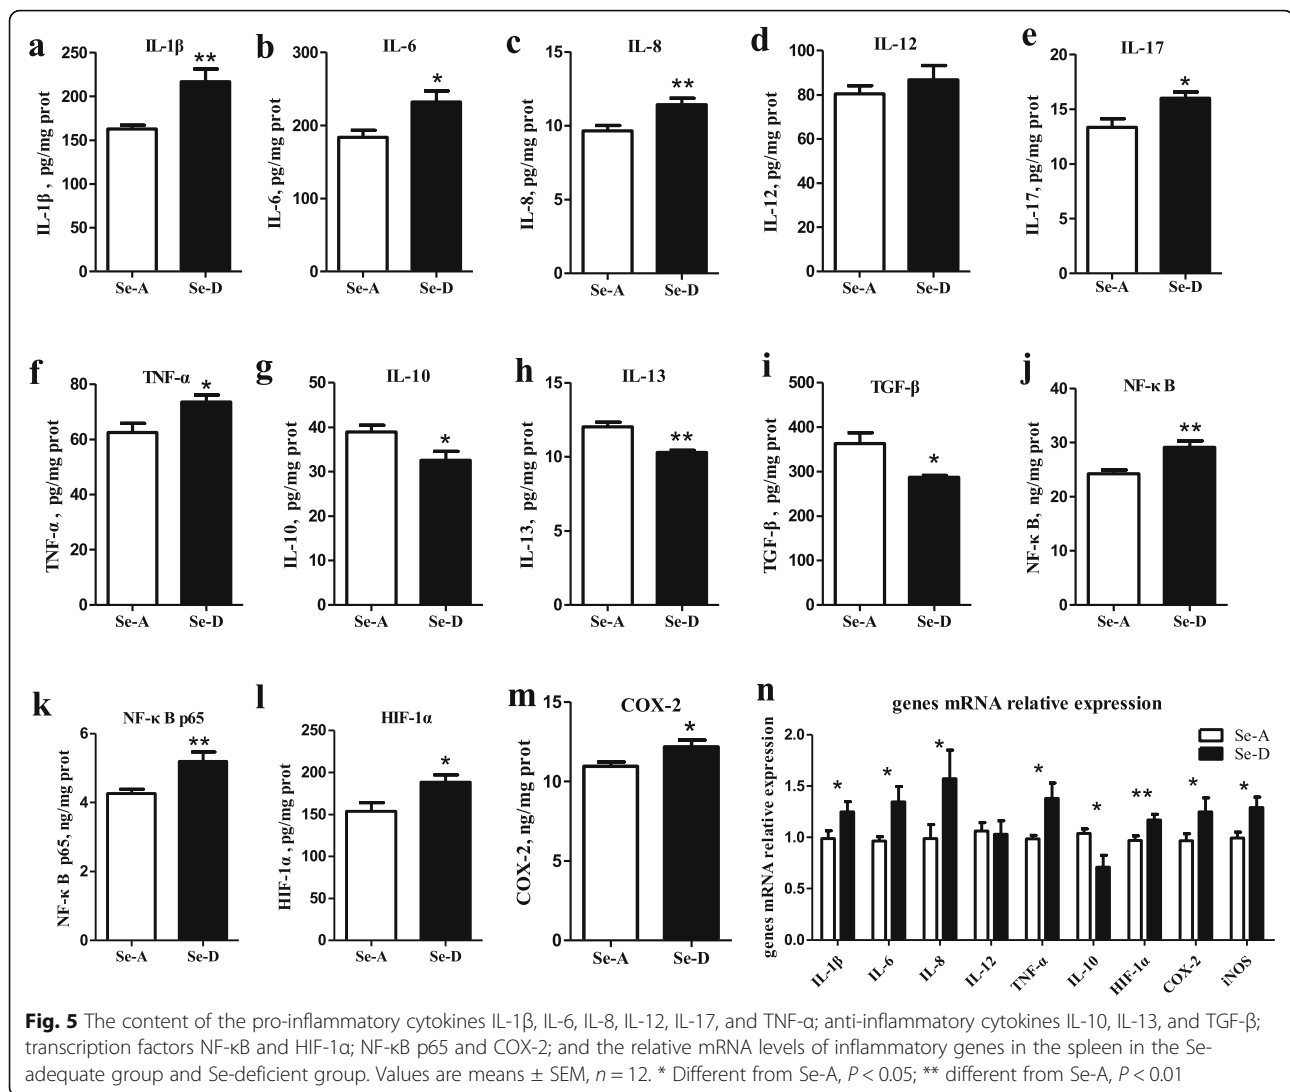 a
IL-1β
250
200
150
100
50
0
IL-1β , pg/mg prot
**
Se-A Se-D
b
IL-6
300
200
100
0
IL-6, pg/mg prot
*
Se-A Se-D
c
IL-8
15
10
5
0
IL-8, pg/mg prot
**
Se-A Se-D
d
IL-12
100
80
60
40
20
0
IL-12, pg/mg prot
Se-A Se-D
e
IL-17
20
15
10
5
0
IL-17, pg/mg prot
*
Se-A Se-D
f
TNF-α
80
60
40
20
0
TNF-α , pg/mg prot
*
Se-A Se-D
g
IL-10
50
40
30
20
10
0
IL-10, pg/mg prot
*
Se-A Se-D
h
IL-13
15
10
5
0
IL-13, pg/mg prot
**
Se-A Se-D
i
TGF-β
500
400
300
200
100
0
TGF-β , pg/mg prot
*
Se-A Se-D
j
NF-κ B
40
30
20
10
0
NF-κ B, ng/mg prot
**
Se-A Se-D
k
NF-κ B p65
6
4
2
0
NF-κ B p65, ng/mg prot
**
Se-A Se-D
l
HIF-1α
250
200
150
100
50
0
HIF-1α , pg/mg prot
*
Se-A Se-D
m
COX-2
15
10
5
0
COX-2, ng/mg prot
*
Se-A Se-D
n
genes mRNA relative expression
2.0
1.5
1.0
0.5
0.0
genes mRNA relative expression
Se-A
Se-D
* * * * * ** * *
IL-1β IL-6 IL-8 IL-12 TNF-α IL-10 HIF-1α COX-2 iNOS
Fig. 5 The content of the pro-inflammatory cytokines IL-1β, IL-6, IL-8, IL-12, IL-17, and TNF-α; anti-inflammatory cytokines IL-10, IL-13, and TGF-β;
transcription factors NF-κB and HIF-1α; NF-κB p65 and COX-2; and the relative mRNA levels of inflammatory genes in the spleen in the Se-
adequate group and Se-deficient group. Values are means ± SEM, n = 12. * Different from Se-A, P < 0.05; ** different from Se-A, P < 0.01